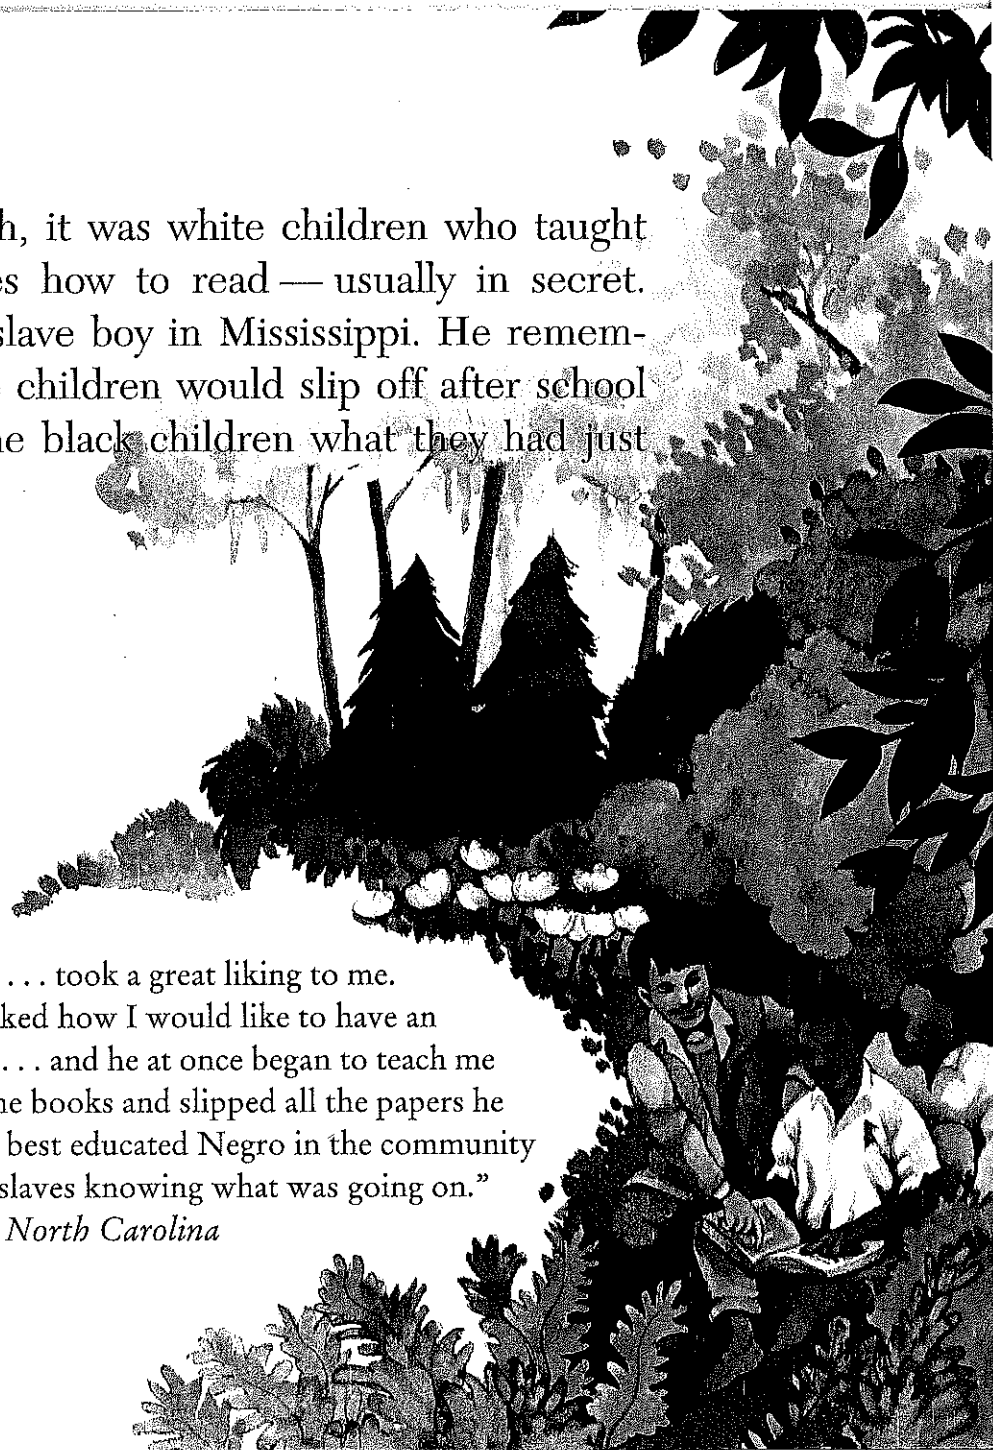 h, it was white children who taught
es how to read — usually in secret.
slave boy in Mississippi. He remem-
children would slip off after school
he black children what they had just
. . . took a great liking to me.
ked how I would like to have an
. . . and he at once began to teach me
he books and slipped all the papers he
best educated Negro in the community
slaves knowing what was going on.”
North Carolina